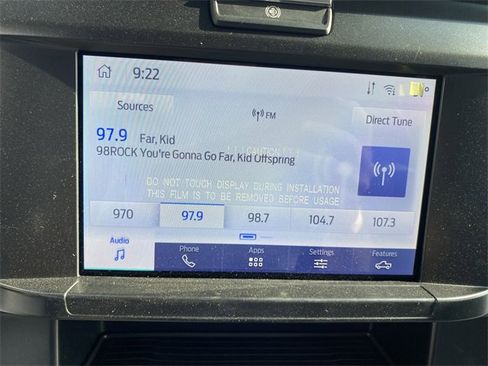 9:22
Sources
FM
Direct Tune
97.9 Far, Kid
! CAUTION
98ROCK You're Gonna Go Far, Kid Offspring
DO NOT TOUCH DISPLAY DURING INSTALLATION
THIS FILM IS TO BE REMOVED BEFORE USAGE
970 97.9 98.7 104.7 107.3
Audio Phone Apps Settings Features